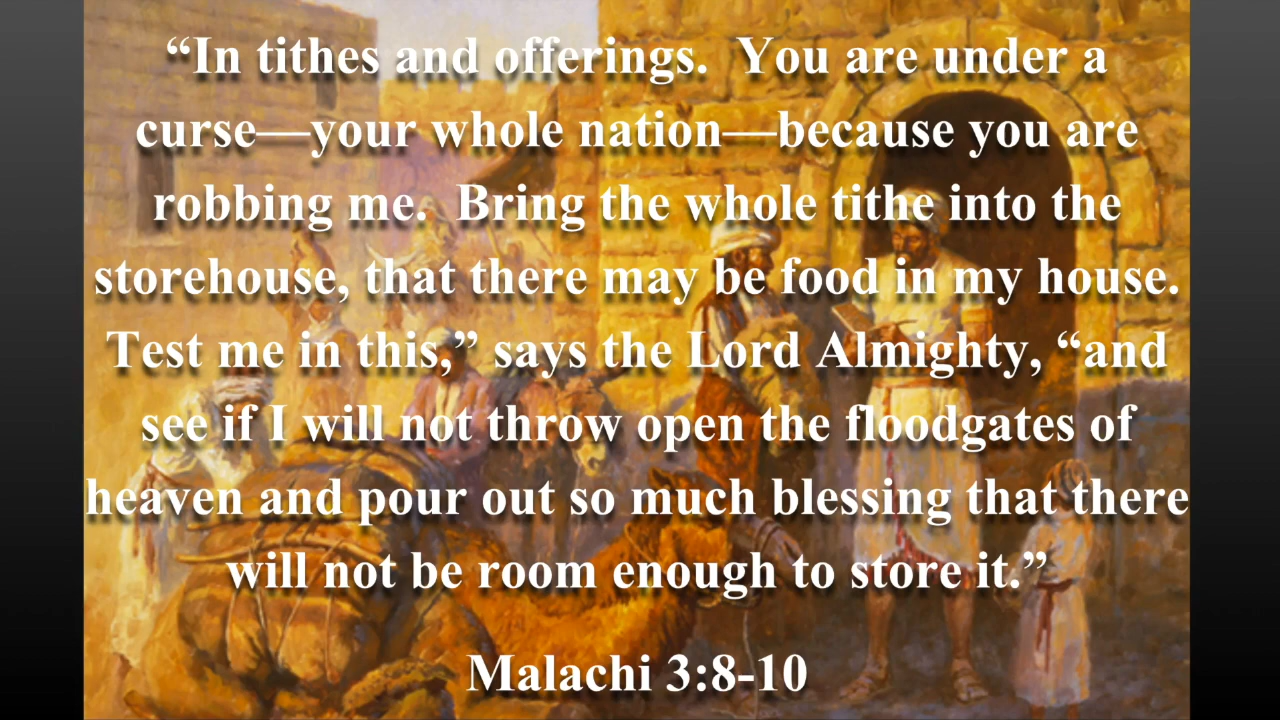 “In tithes and offerings.  You are under a
curse—your whole nation—because you are
robbing me.  Bring the whole tithe into the
storehouse, that there may be food in my house.
Test me in this,” says the Lord Almighty, “and
see if I will not throw open the floodgates of
heaven and pour out so much blessing that there
will not be room enough to store it.”
Malachi 3:8-10